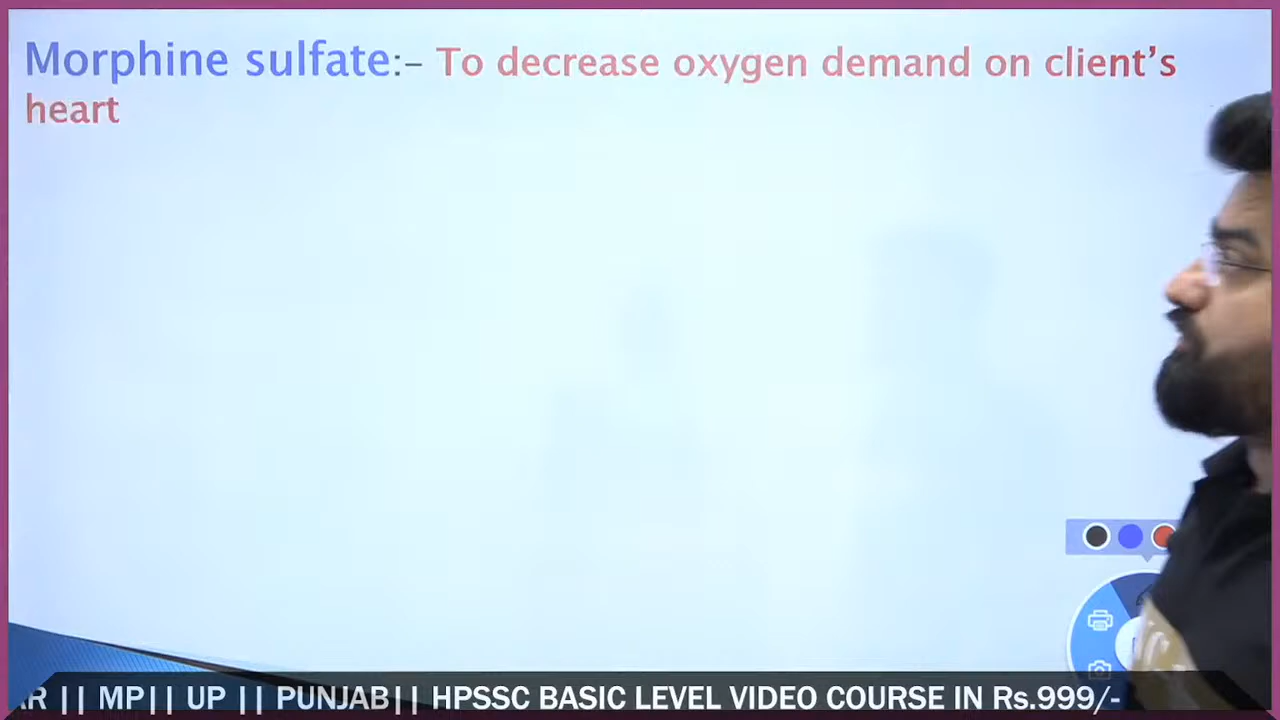 Morphine sulfate:- To decrease oxygen demand on client's
heart
R || MP|| UP || PUNJAB|| HPSSC BASIC LEVEL VIDEO COURSE IN Rs.999/-